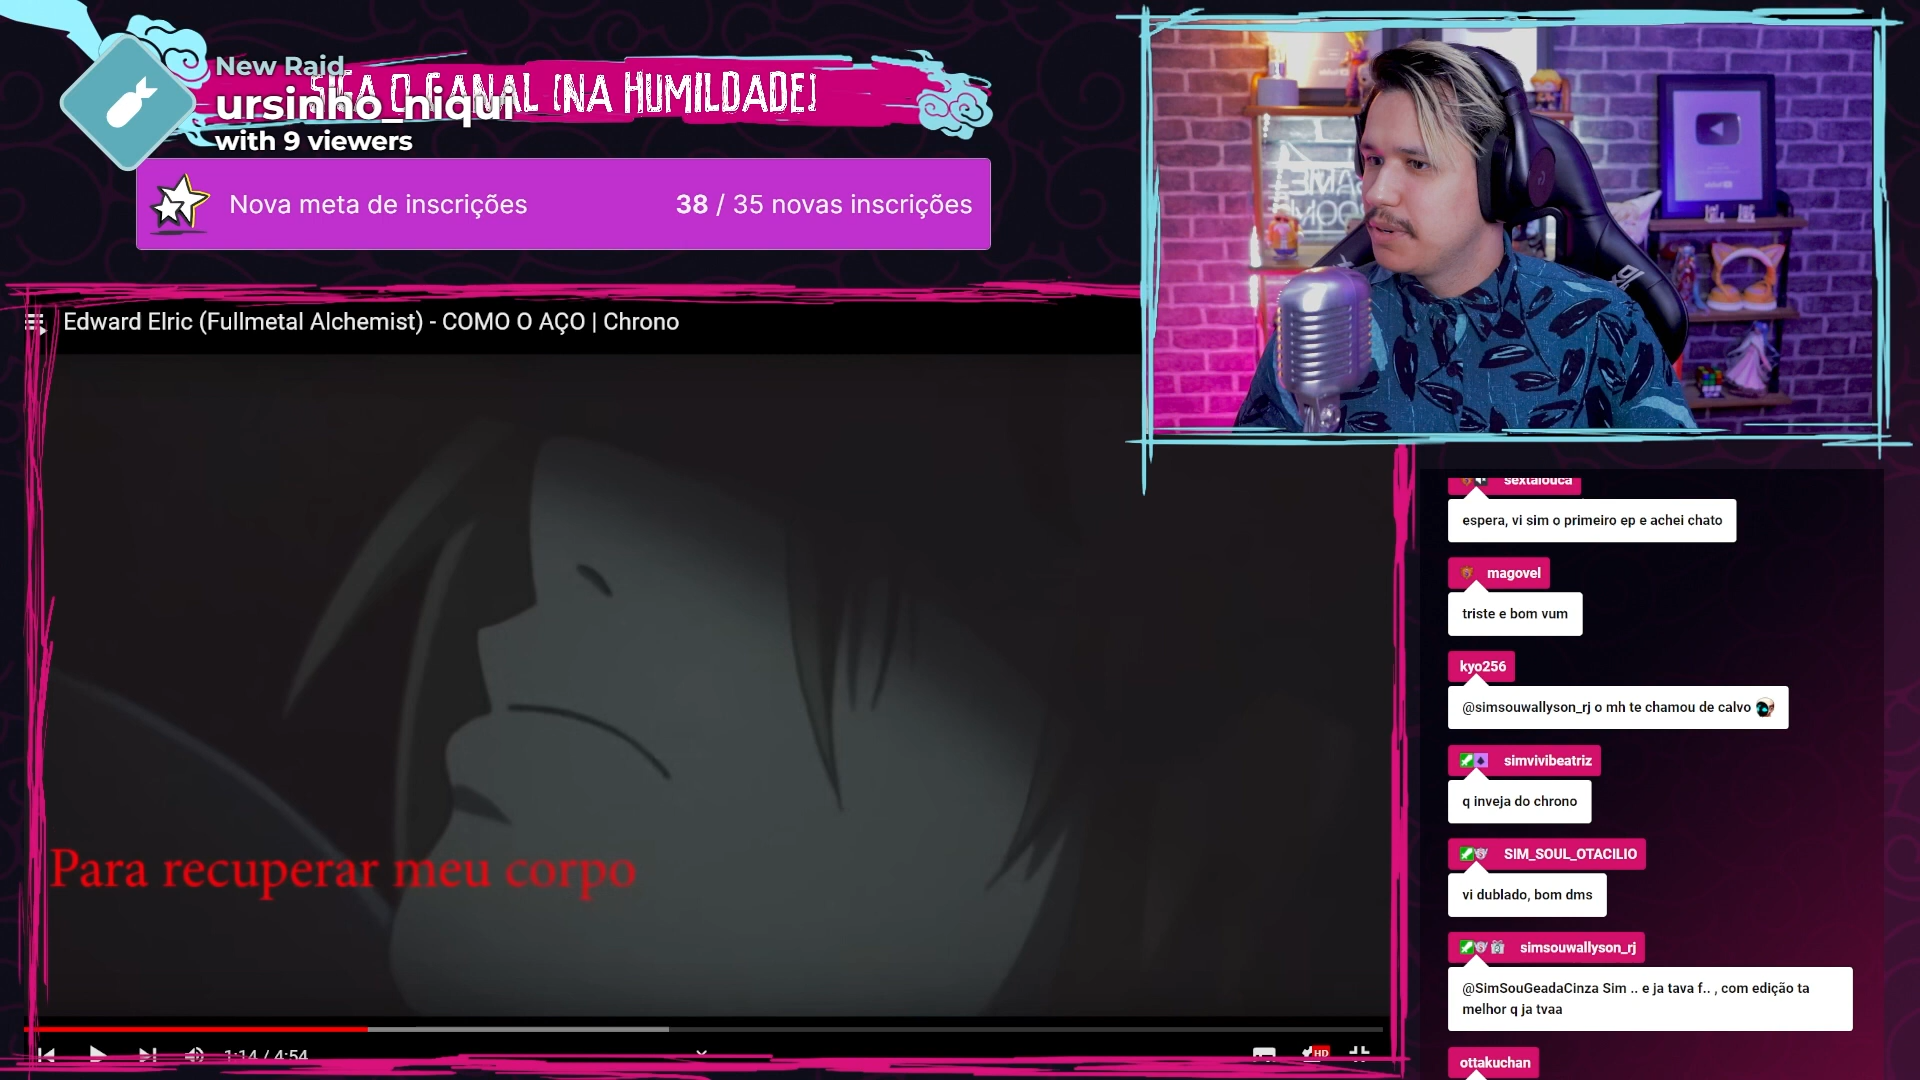 New Raid
SIGA O CANAL (NA HUMILDADE)
ursinho_hiqui
with 9 viewers
Nova meta de inscrições
38 / 35 novas inscrições
Edward Elric (Fullmetal Alchemist) - COMO O AÇO | Chrono
Para recuperar meu corpo
1:14 / 4:54
HD
sextalouca
espera, vi sim o primeiro ep e achei chato
magovel
triste e bom vum
kyo256
@simsouwallyson_rj o mh te chamou de calvo
simvivibeatriz
q inveja do chrono
SIM_SOUL_OTACILIO
vi dublado, bom dms
simsouwallyson_rj
@SimSouGeadaCinza Sim .. e ja tava f.. , com edição ta
melhor q ja tvaa
ottakuchan